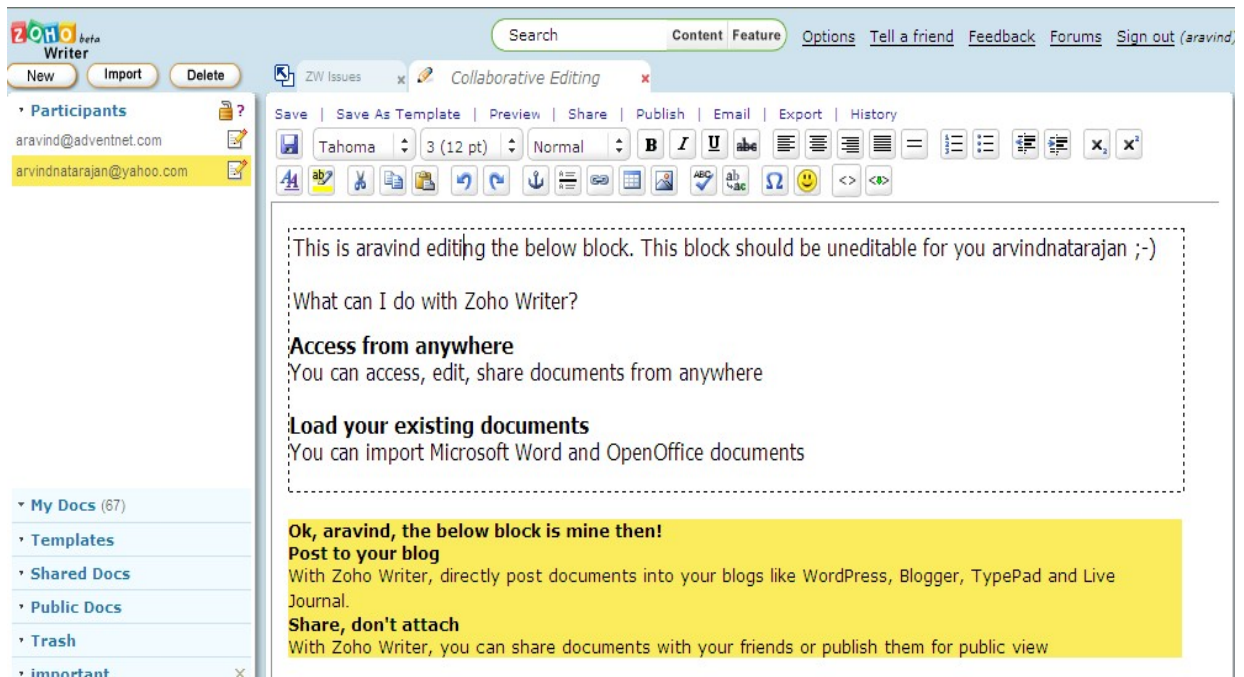 ZOHO beta
Writer
Search Content Feature Options Tell a friend Feedback Forums Sign out (aravind)
New Import Delete
ZW Issues x Collaborative Editing x
Participants ?
aravind@adventnet.com
arvindnatarajan@yahoo.com
My Docs (67)
Templates
Shared Docs
Public Docs
Trash
important
Save | Save As Template | Preview | Share | Publish | Email | Export | History
Tahoma 3 (12 pt) Normal B I U abc
This is aravind editing the below block. This block should be uneditable for you arvindnatarajan ;-)
What can I do with Zoho Writer?
Access from anywhere
You can access, edit, share documents from anywhere
Load your existing documents
You can import Microsoft Word and OpenOffice documents
Ok, aravind, the below block is mine then!
Post to your blog
With Zoho Writer, directly post documents into your blogs like WordPress, Blogger, TypePad and Live
Journal.
Share, don't attach
With Zoho Writer, you can share documents with your friends or publish them for public view